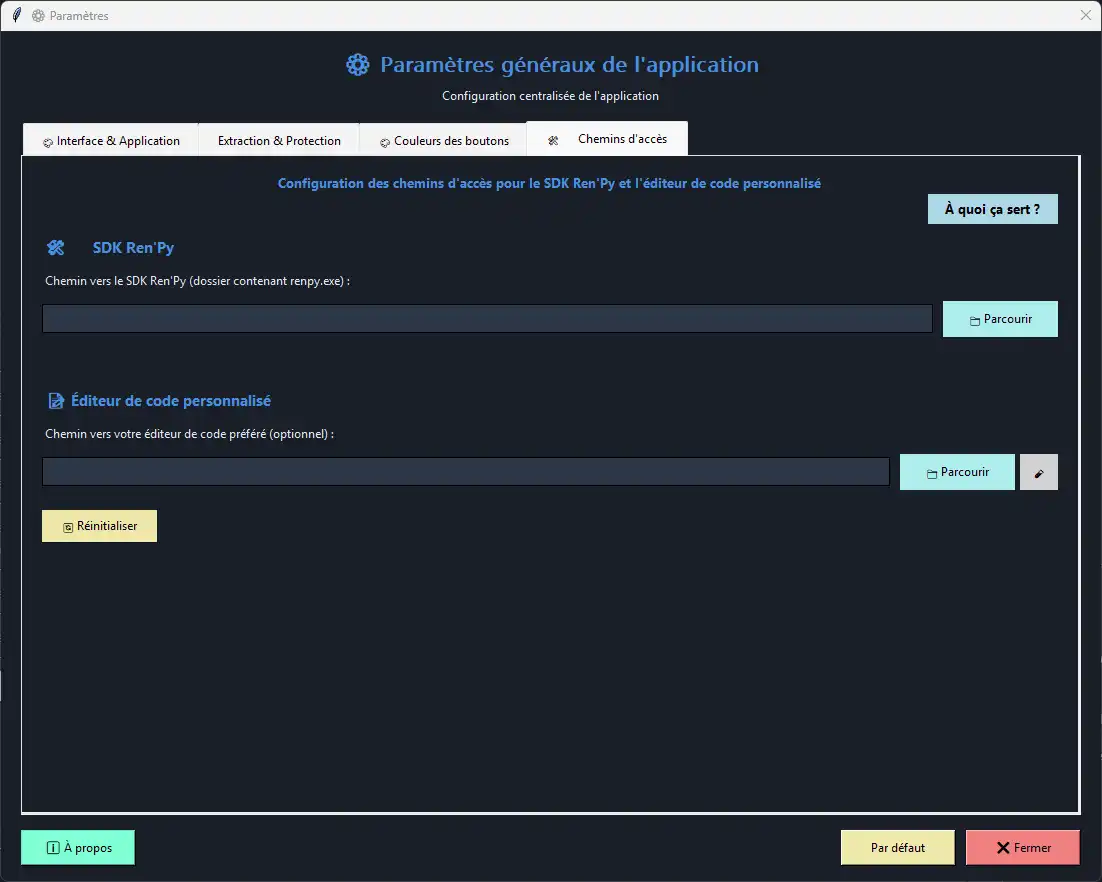 Paramètres
Paramètres généraux de l'application
Configuration centralisée de l'application
Interface & Application
Extraction & Protection
Couleurs des boutons
Chemins d'accès
Configuration des chemins d'accès pour le SDK Ren'Py et l'éditeur de code personnalisé
À quoi ça sert ?
SDK Ren'Py
Chemin vers le SDK Ren'Py (dossier contenant renpy.exe) :
Parcourir
Éditeur de code personnalisé
Chemin vers votre éditeur de code préféré (optionnel) :
Parcourir
Réinitialiser
À propos
Par défaut
Fermer